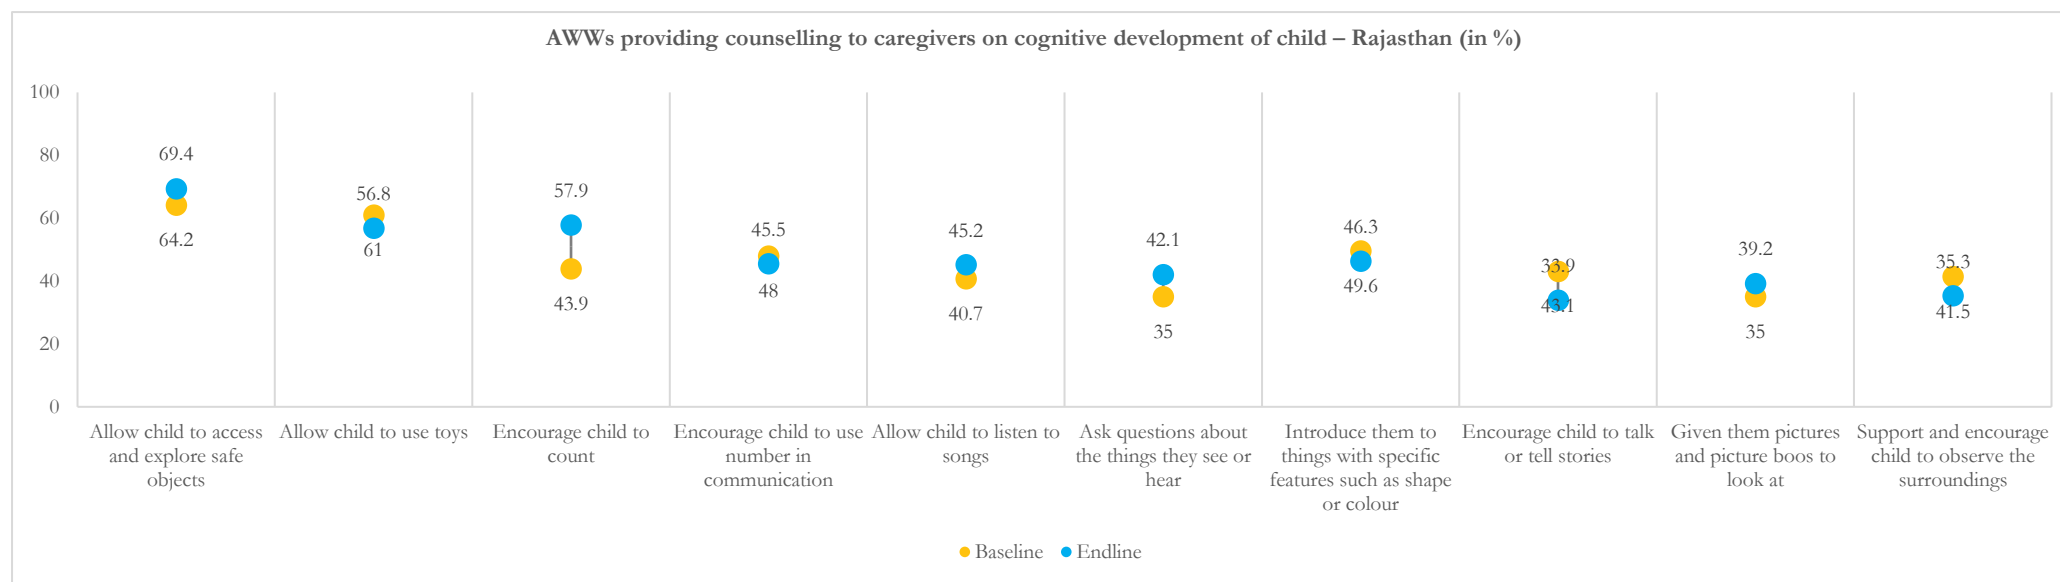 AWWs providing counselling to caregivers on cognitive development of child – Rajasthan (in %)
100
80
60
40
20
0
69.4
64.2
56.8
61
57.9
43.9
45.5
48
45.2
40.7
42.1
35
46.3
49.6
33.9
43.1
39.2
35
35.3
41.5
Allow child to access
and explore safe
objects
Allow child to use toys
Encourage child to
count
Encourage child to use
number in
communication
Allow child to listen to
songs
Ask questions about
the things they see or
hear
Introduce them to
things with specific
features such as shape
or colour
Encourage child to talk
or tell stories
Given them pictures
and picture boos to
look at
Support and encourage
child to observe the
surroundings
Baseline
Endline